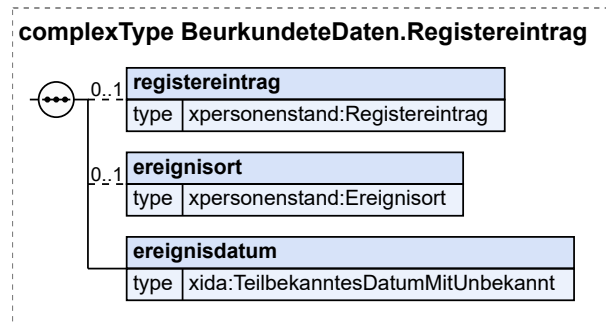 complexType BeurkundeteDaten.Registereintrag
0..1
registereintrag
type xpersonenstand:Registereintrag
0..1
ereignisort
type xpersonenstand:Ereignisort
ereignisdatum
type xida:TeilbekanntesDatumMitUnbekannt